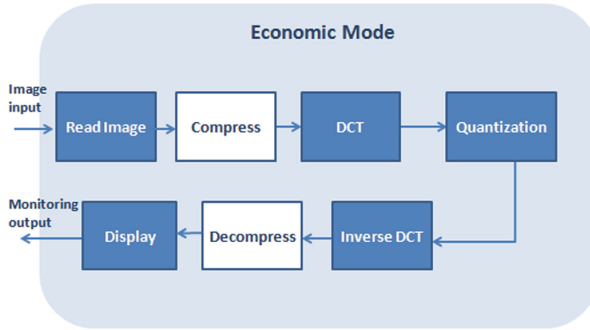 Economic Mode
Image
input
Read Image
Compress
DCT
Quantization
Monitoring
output
Display
Decompress
Inverse DCT